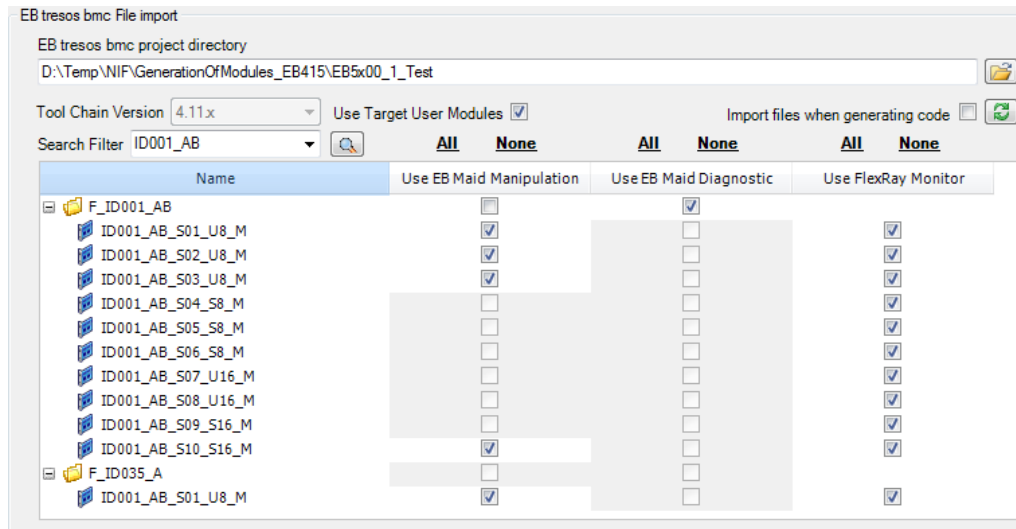 EB tresos bmc File import
EB tresos bmc project directory
D:\Temp\NIF\GenerationOfModules_EB415\EB5x00_1_Test
Tool Chain Version 4.11.x Use Target User Modules Import files when generating code
Search Filter ID001_AB All None All None All None
Name Use EB Maid Manipulation Use EB Maid Diagnostic Use FlexRay Monitor
F_ID001_AB
ID001_AB_S01_U8_M
ID001_AB_S02_U8_M
ID001_AB_S03_U8_M
ID001_AB_S04_S8_M
ID001_AB_S05_S8_M
ID001_AB_S06_S8_M
ID001_AB_S07_U16_M
ID001_AB_S08_U16_M
ID001_AB_S09_S16_M
ID001_AB_S10_S16_M
F_ID035_A
ID001_AB_S01_U8_M